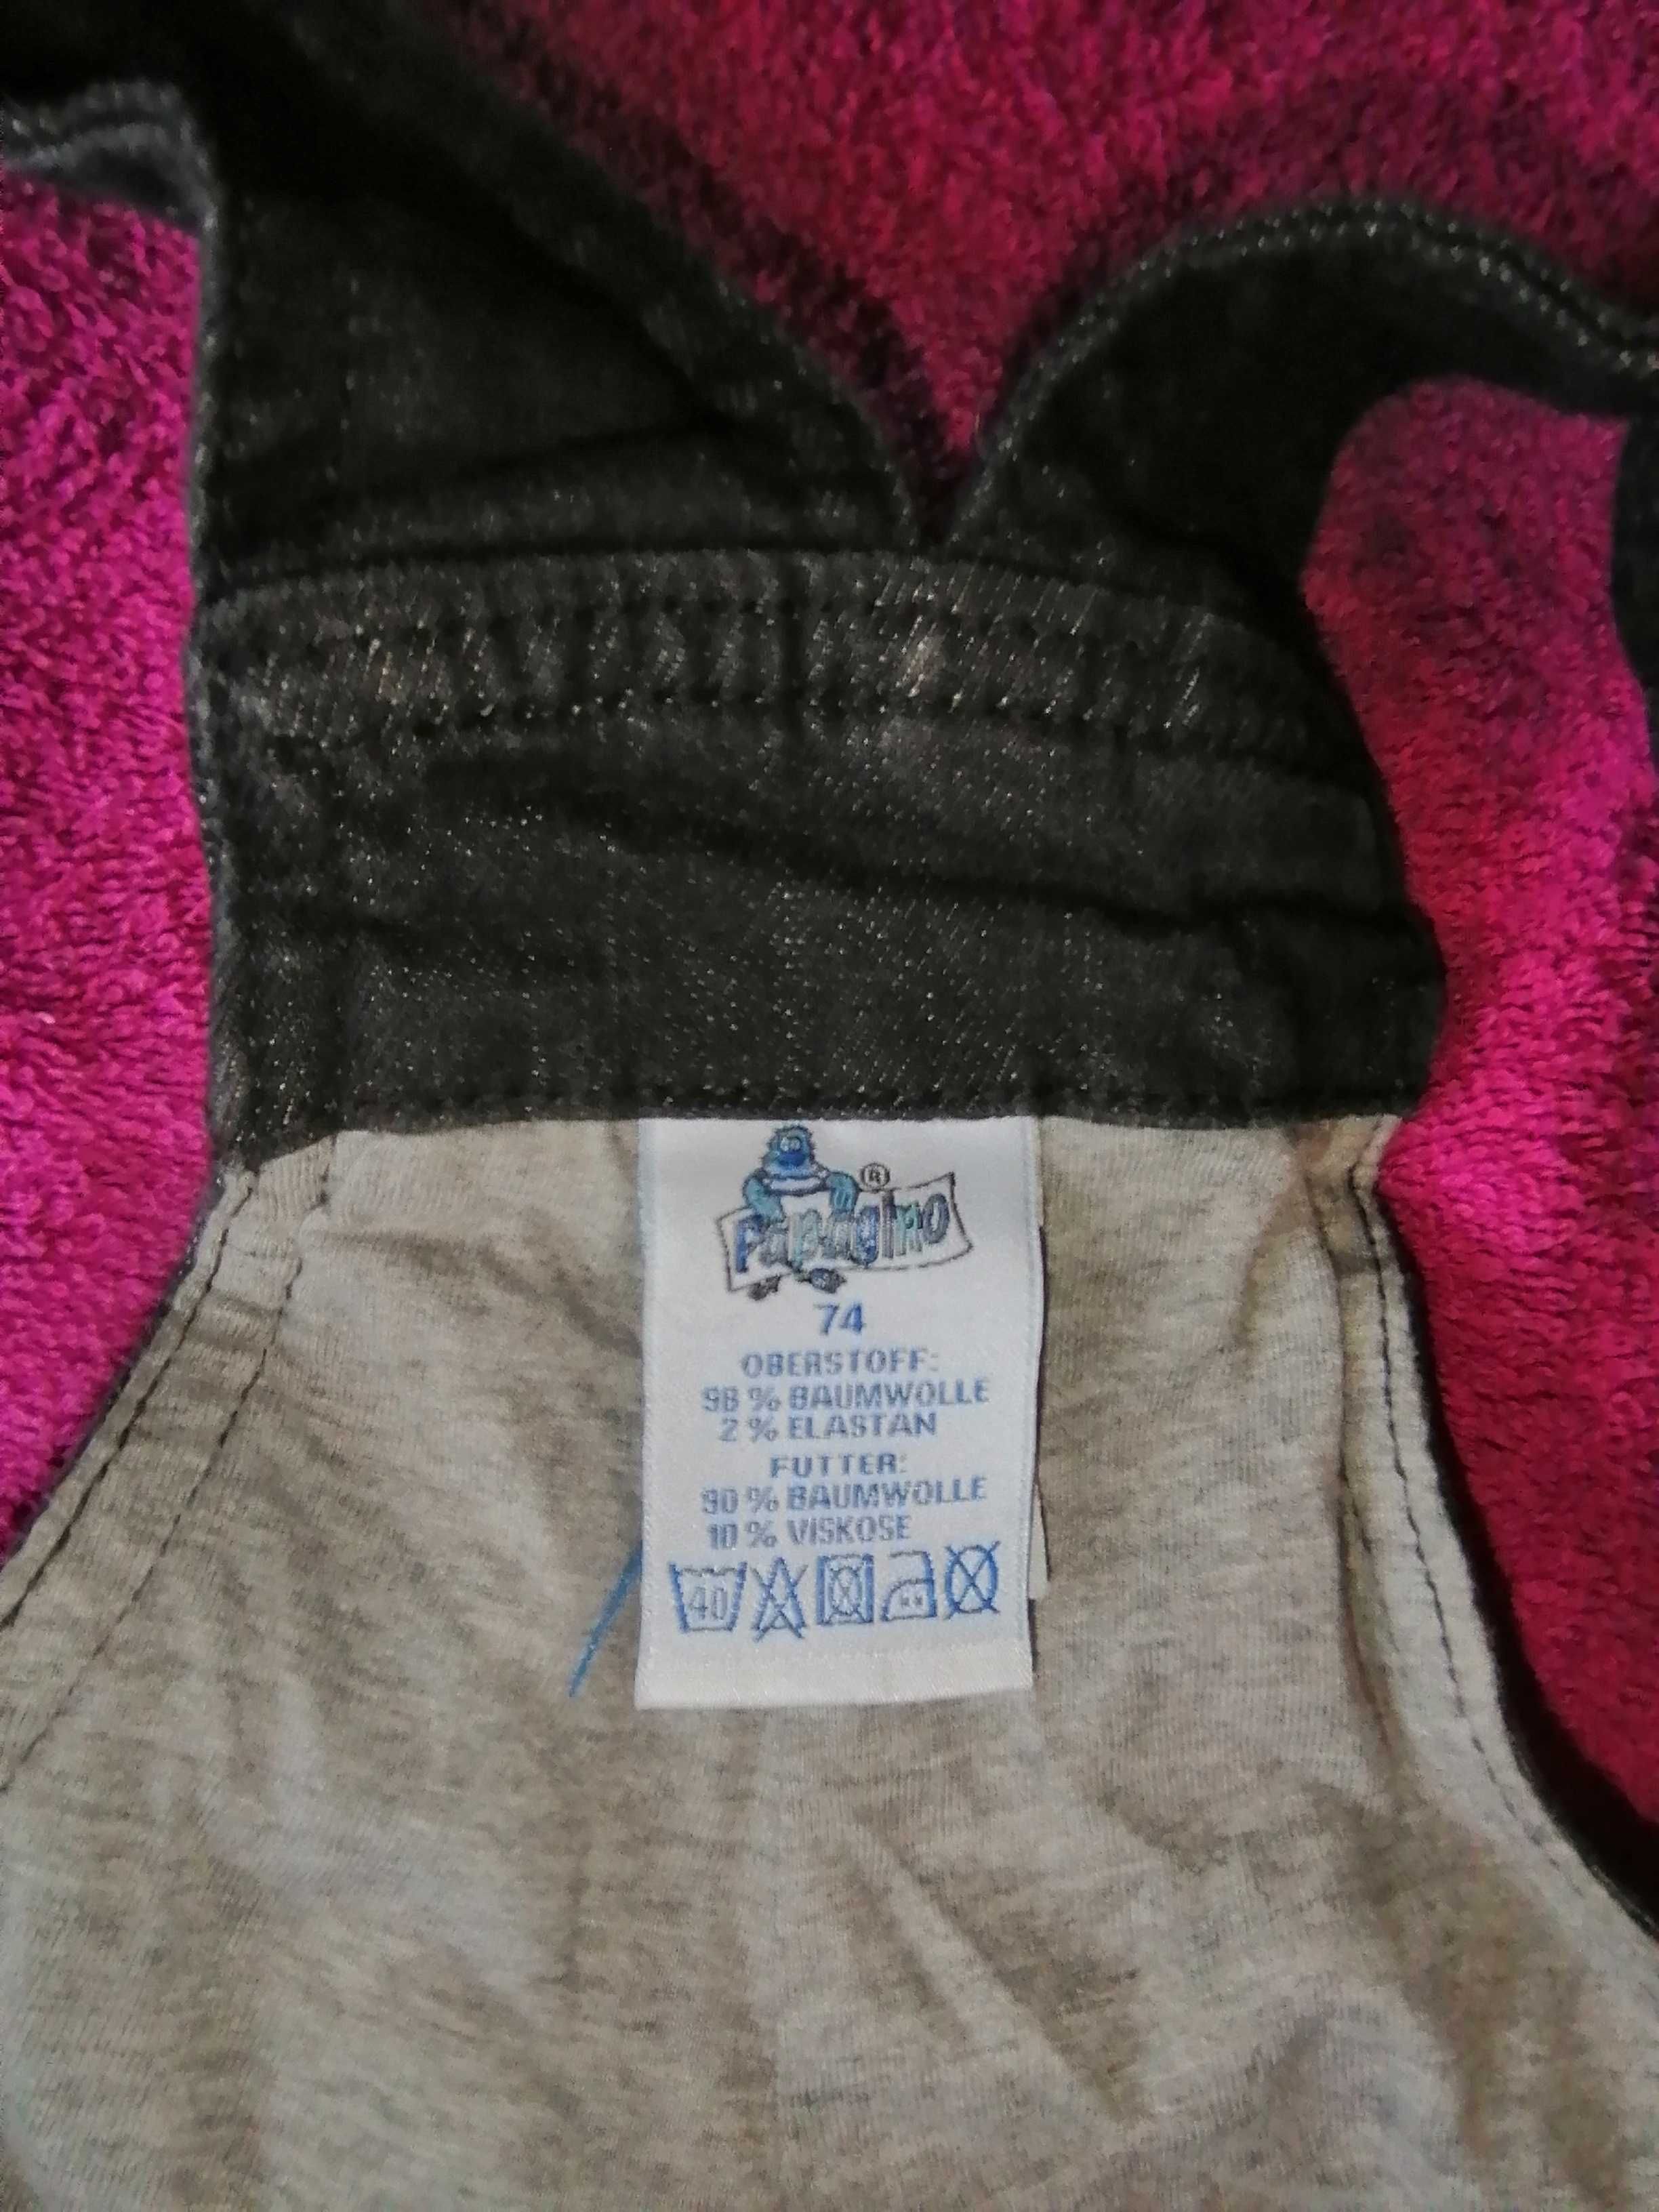 ®
Papagino
74
OBERSTOFF:
98 % BAUMWOLLE
2 % ELASTAN
FUTTER:
90 % BAUMWOLLE
10 % VISKOSE
40